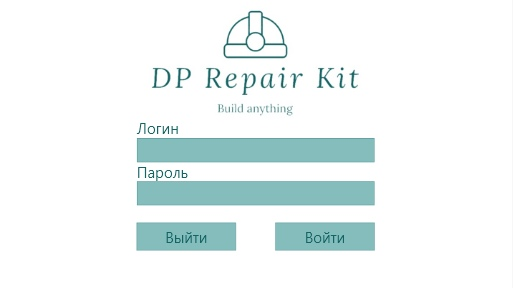 DP Repair Kit
Build anything
Логин
Пароль
Выйти Войти